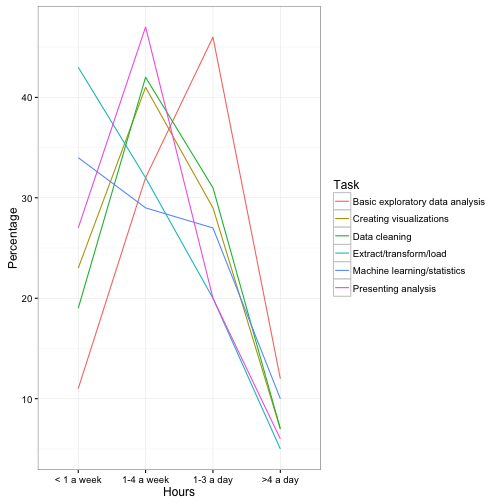 Percentage
40
30
20
10
< 1 a week
1-4 a week
1-3 a day
>4 a day
Hours
Task
Basic exploratory data analysis
Creating visualizations
Data cleaning
Extract/transform/load
Machine learning/statistics
Presenting analysis